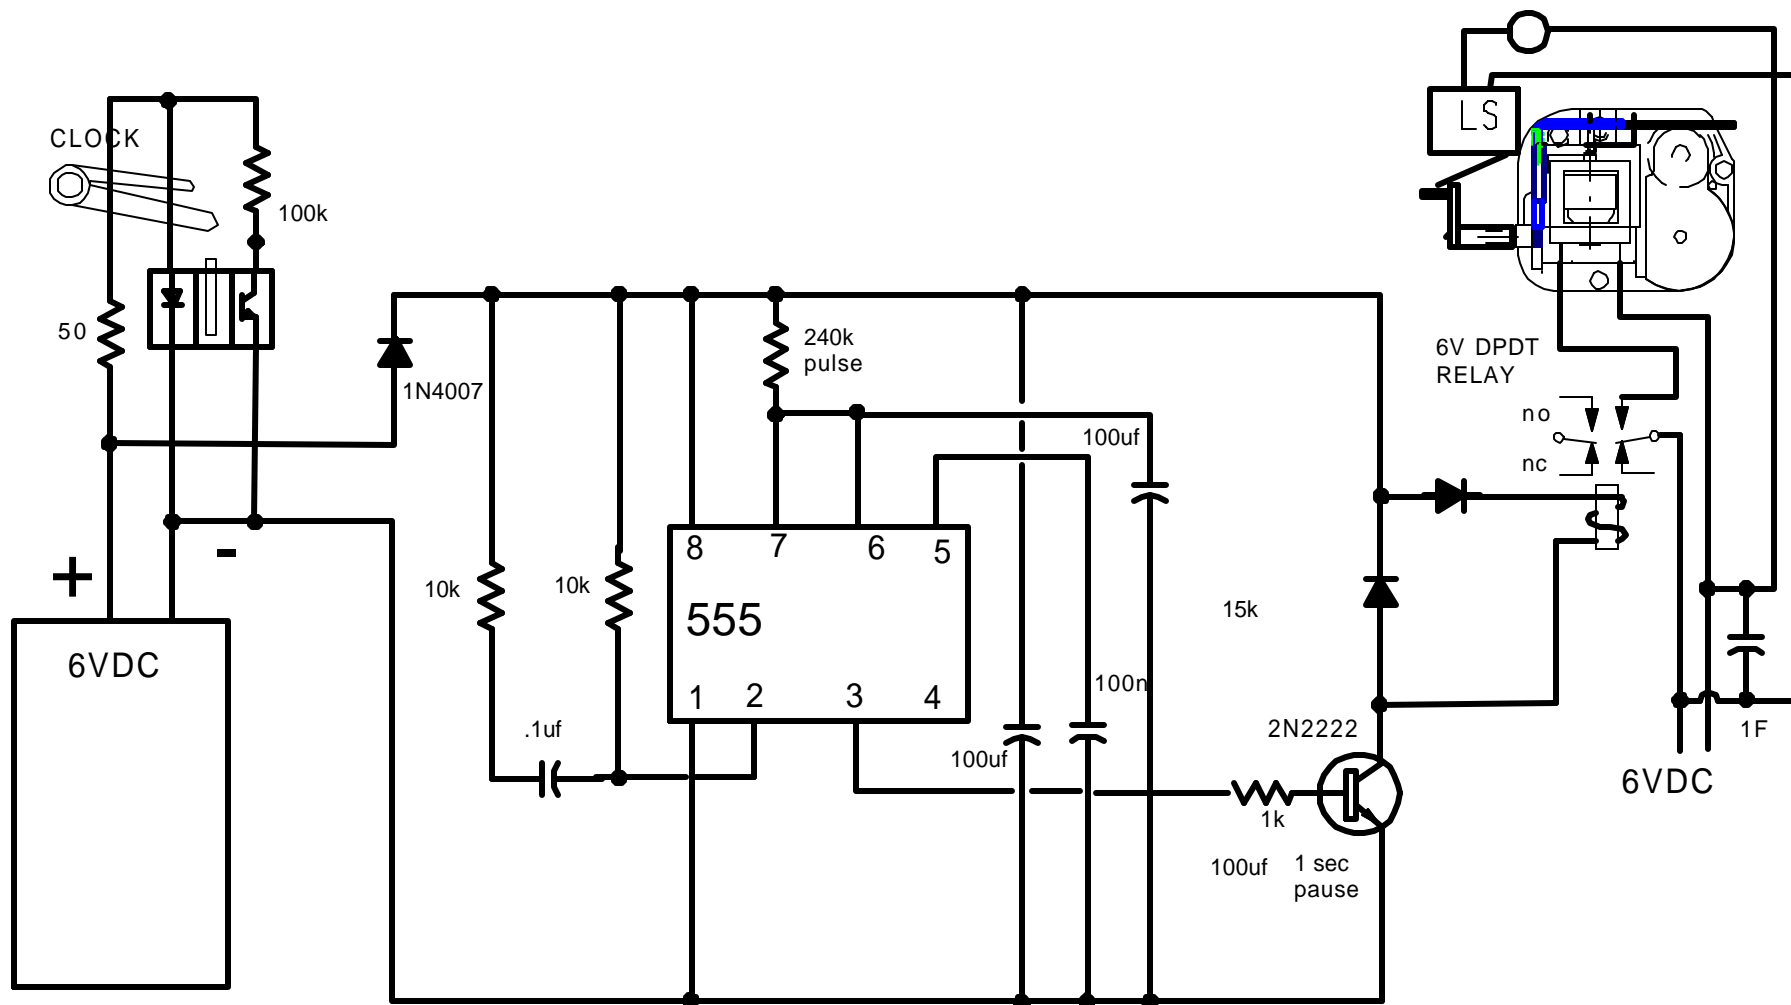 LS
CLOCK
100k
50
1N4007
240k
pulse
6V DPDT
RELAY
no
nc
100uf
+
-
8 7 6 5
10k
10k
555
15k
6VDC
1 2 3 4
100n
.1uf
100uf
2N2222
1F
6VDC
1k
100uf
1 sec
pause